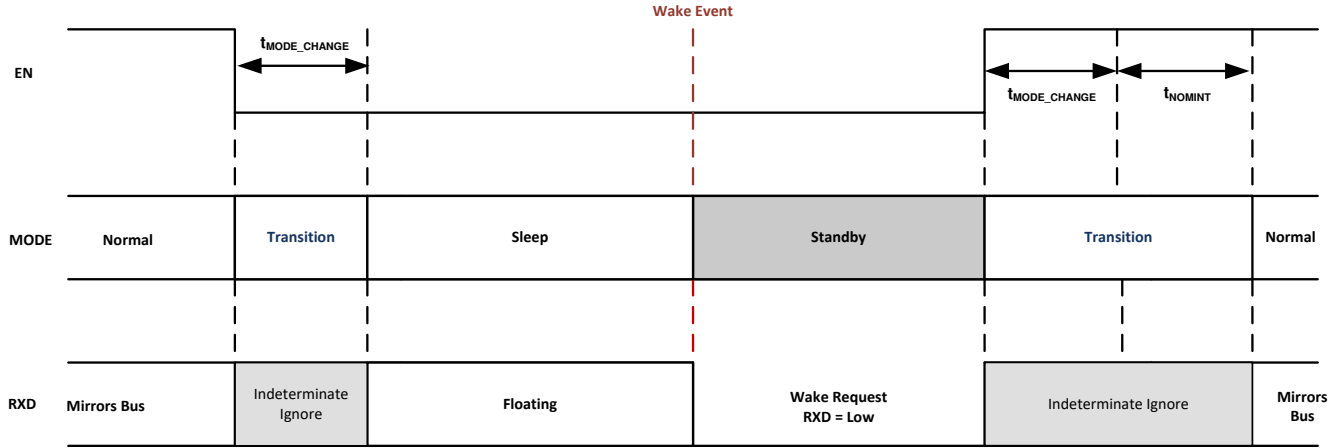 Wake Event
tMODE_CHANGE
EN
tMODE_CHANGE
tNOMINT
MODE
Normal
Transition
Sleep
Standby
Transition
Normal
RXD
Mirrors Bus
Indeterminate
Ignore
Floating
Wake Request
RXD = Low
Indeterminate Ignore
Mirrors
Bus